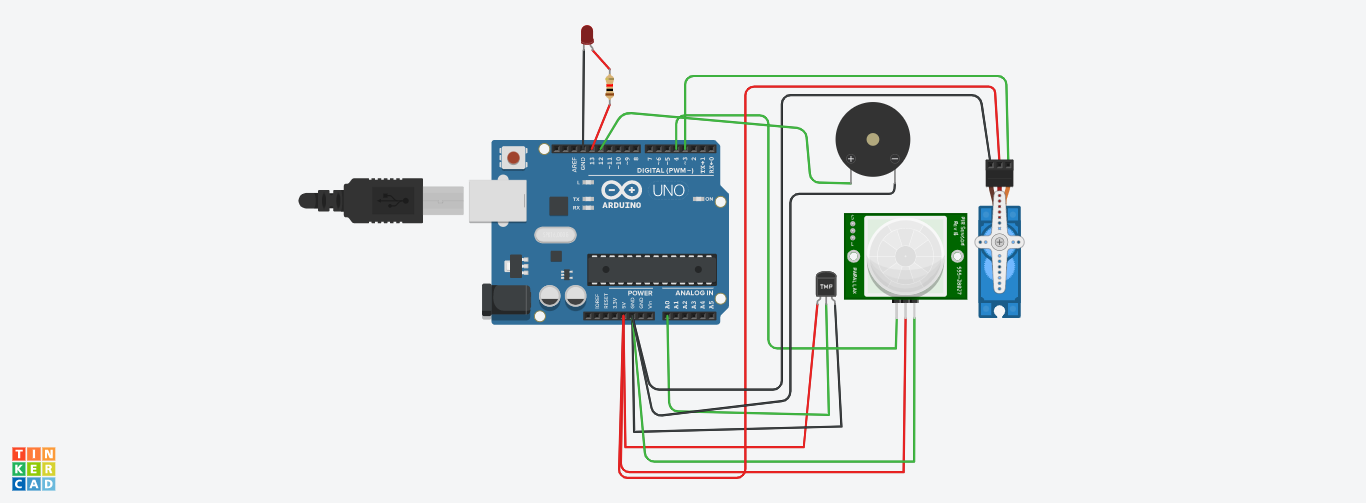 AREF
GND
13
12
~11
~10
~9
8
7
~6
~5
4
~3
2
TX→1
RX←0
DIGITAL (PWM~)
L
TX
RX
UNO
ARDUINO
ON
TMP
PIR Sensor
555-28027
PARALLAX
POWER
ANALOG IN
IOREF
RESET
3.3V
5V
GND
GND
Vin
A0
A1
A2
A3
A4
A5
TIN
KER
CAD